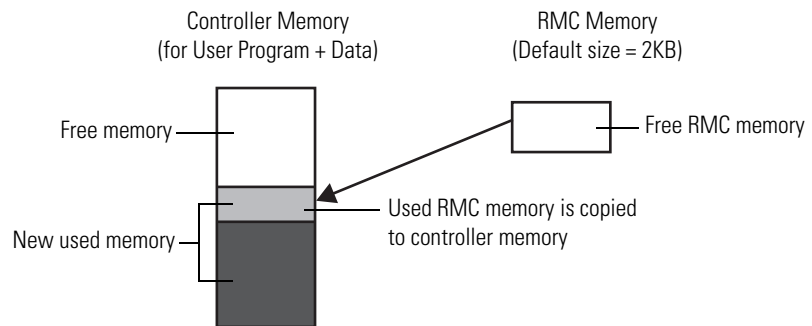 Controller Memory
(for User Program + Data)
RMC Memory
(Default size = 2KB)
Free memory
Free RMC memory
Used RMC memory is copied
to controller memory
New used memory